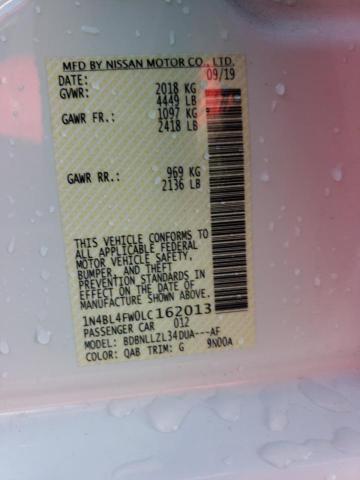 MFD BY NISSAN MOTOR CO., LTD.
DATE: 09/19
GVWR: 2018 KG
4449 LB
GAWR FR.: 1097 KG
2418 LB
GAWR RR.: 969 KG
2136 LB
THIS VEHICLE CONFORMS TO
ALL APPLICABLE FEDERAL
MOTOR VEHICLE SAFETY,
BUMPER, AND THEFT
PREVENTION STANDARDS IN
EFFECT ON THE DATE OF
MANUFACTURE SHOWN ABOVE.
1N4BL4FW0LC162013
PASSENGER CAR 012
MODEL: BDBNLLZL34DUA---AF
COLOR: QAB TRIM: G 9N00A